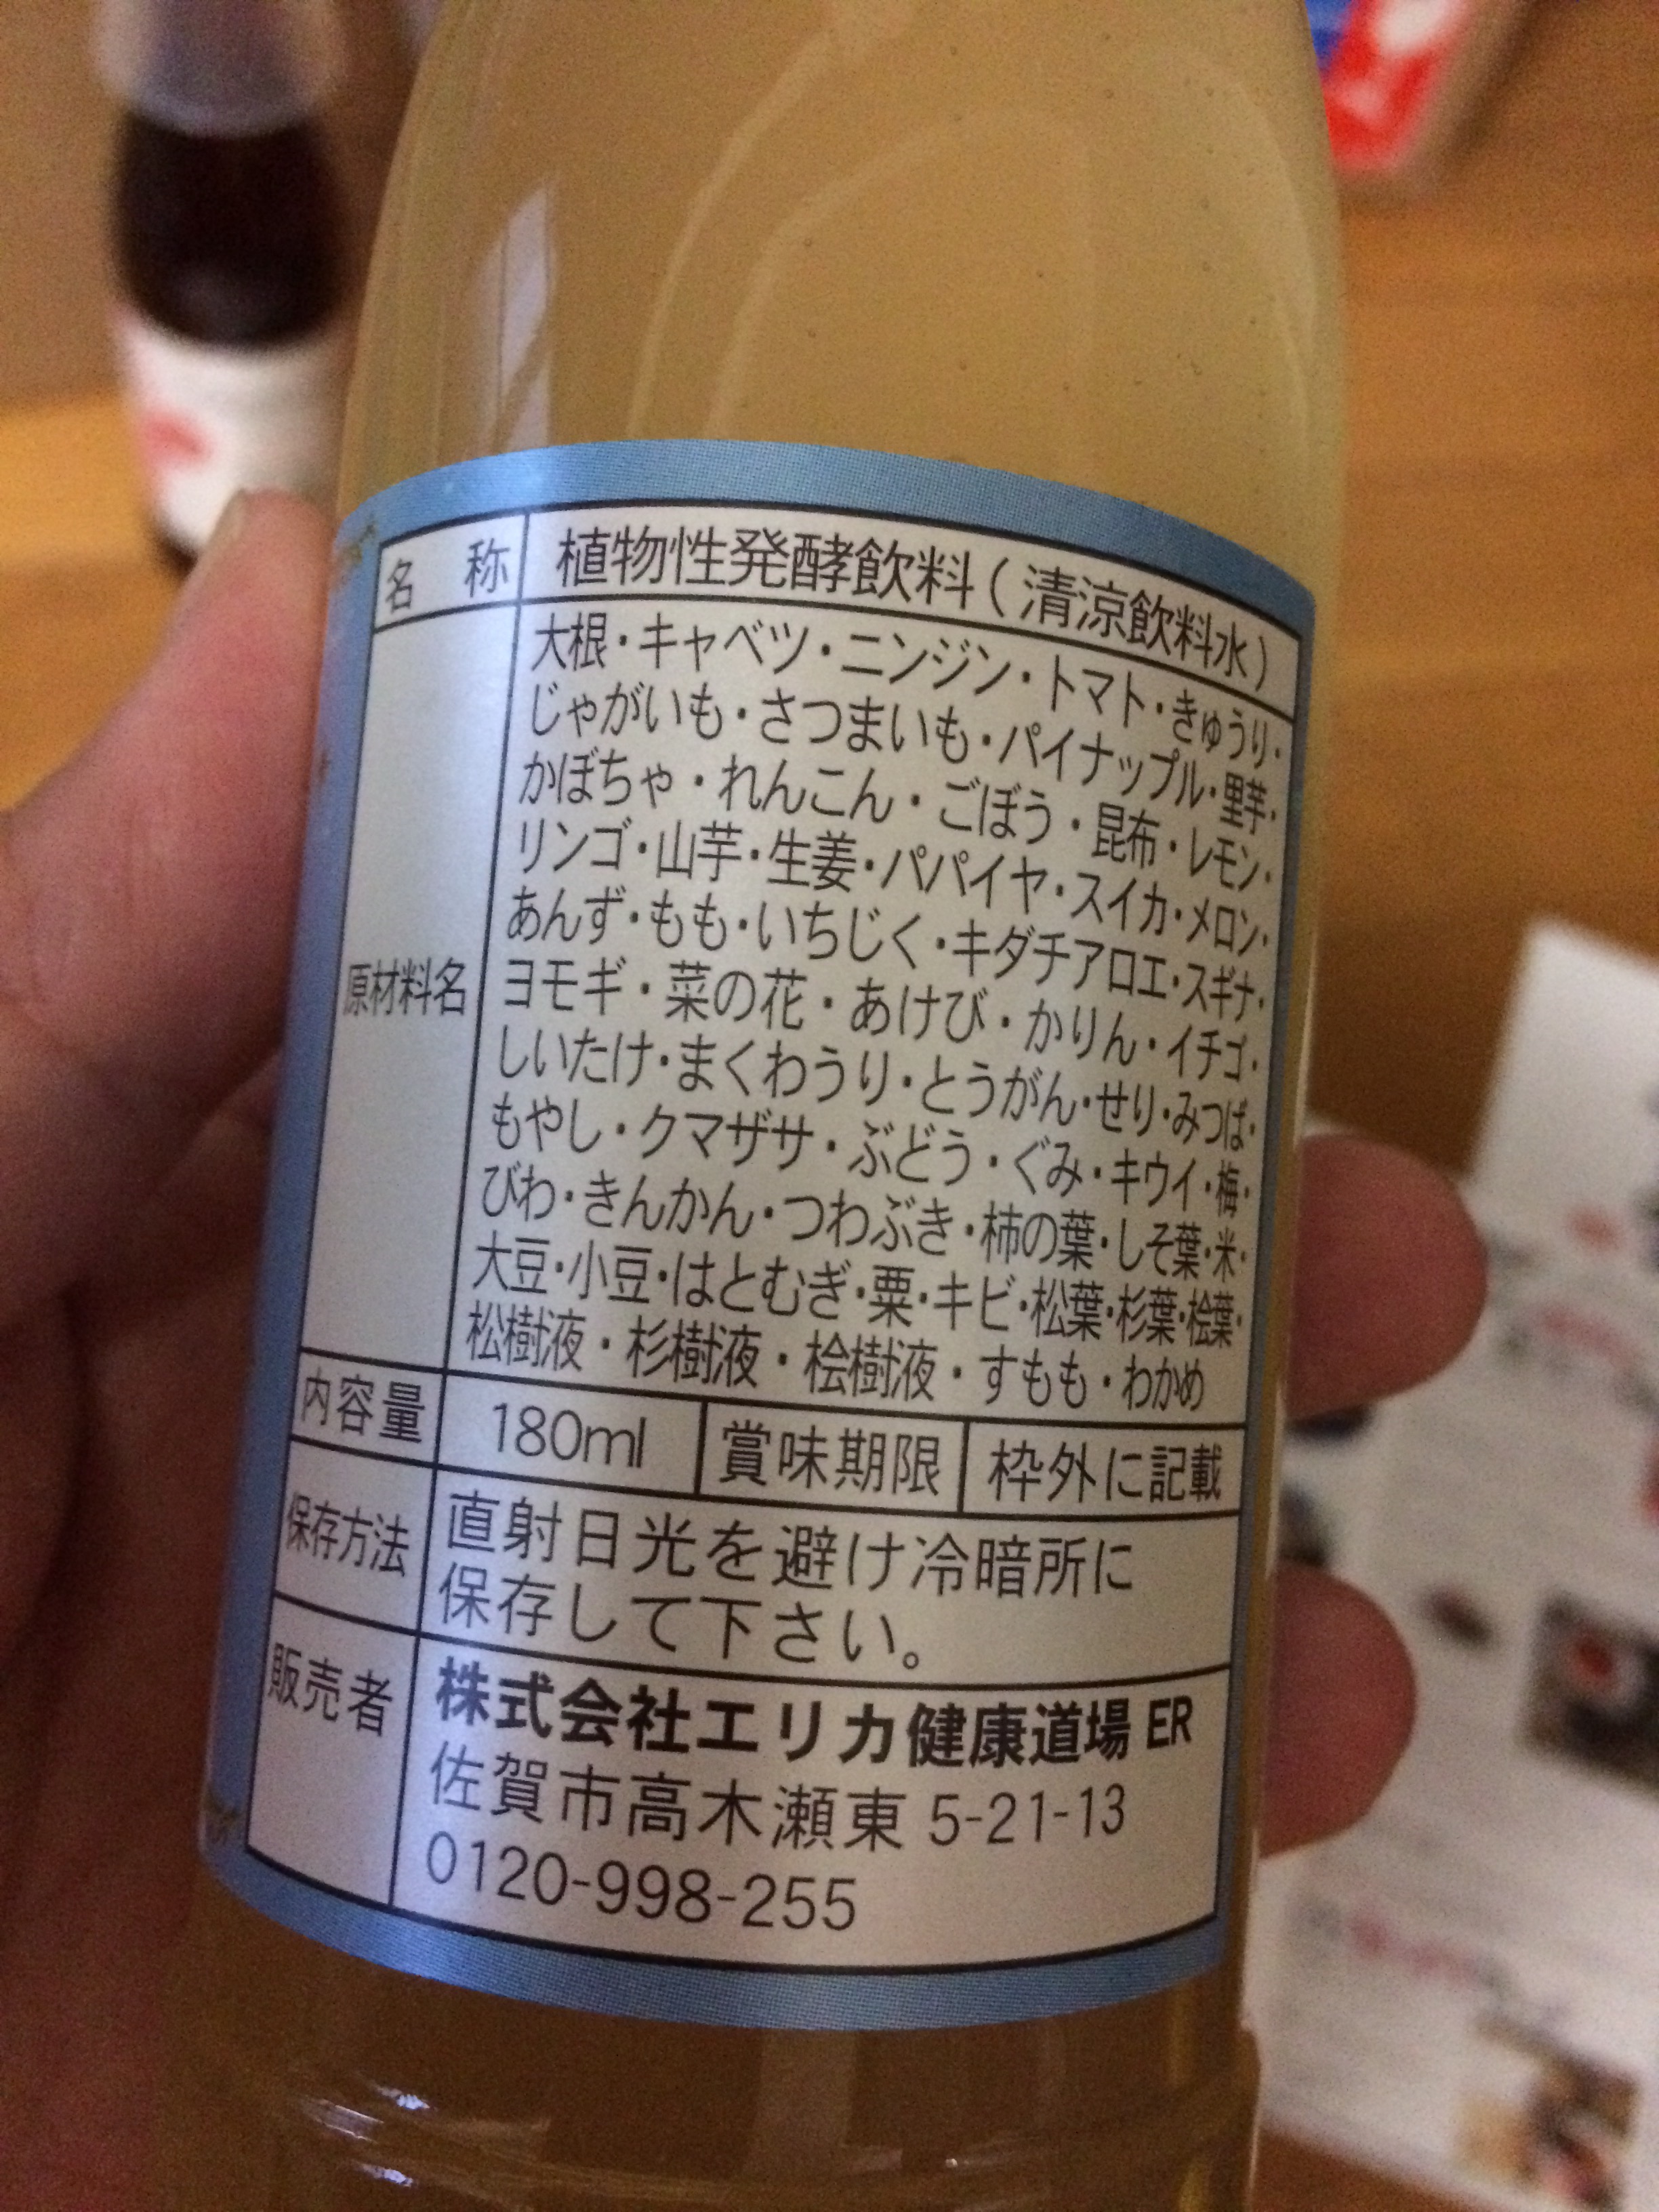 名 称 植物性発酵飲料(清涼飲料水)
原材料名
大根・キャベツ・ニンジン・トマト・きゅうり・
じゃがいも・さつまいも・パイナップル・里芋・
かぼちゃ・れんこん・ごぼう・昆布・レモン・
リンゴ・山芋・生姜・パパイヤ・スイカ・メロン・
あんず・もも・いちじく・キダチアロエ・スギナ・
ヨモギ・菜の花・あけび・かりん・イチゴ・
しいたけ・まくわうり・とうがん・せり・みつば・
もやし・クマザサ・ぶどう・ぐみ・キウイ・梅・
びわ・きんかん・つわぶき・柿の葉・しそ葉・米・
大豆・小豆・はとむぎ・粟・キビ・松葉・杉葉・桧葉・
松樹液・杉樹液・桧樹液・すもも・わかめ
内容量 180ml 賞味期限 枠外に記載
保存方法 直射日光を避け冷暗所に
保存して下さい。
販売者 株式会社エリカ健康道場 ER
佐賀市高木瀬東 5-21-13
0120-998-255